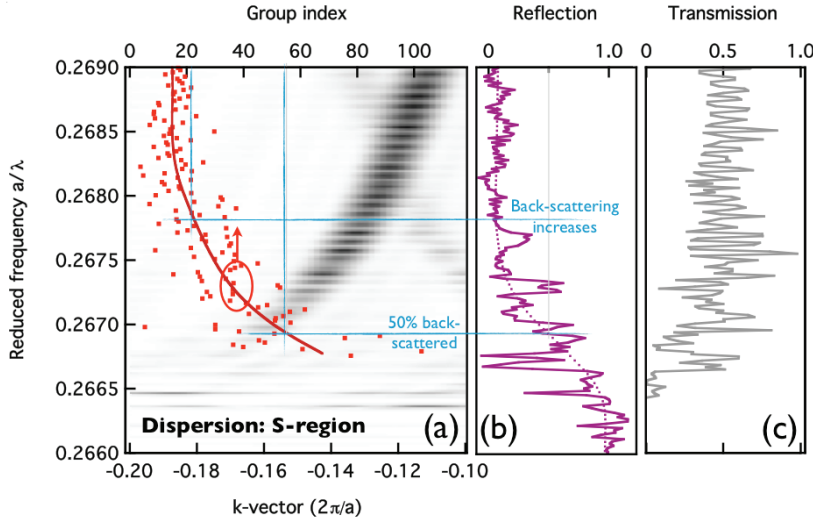 Group index
Reflection
Transmission
0 20 40 60 80 100
0 1.0
0 0.5 1.0
0.2690
0.2685
0.2680
0.2675
0.2670
0.2665
0.2660
Reduced frequency a/λ
Back-scattering
increases
50% back-
scattered
Dispersion: S-region
(a)
(b)
(c)
-0.20 -0.18 -0.16 -0.14 -0.12 -0.10
k-vector (2π/a)